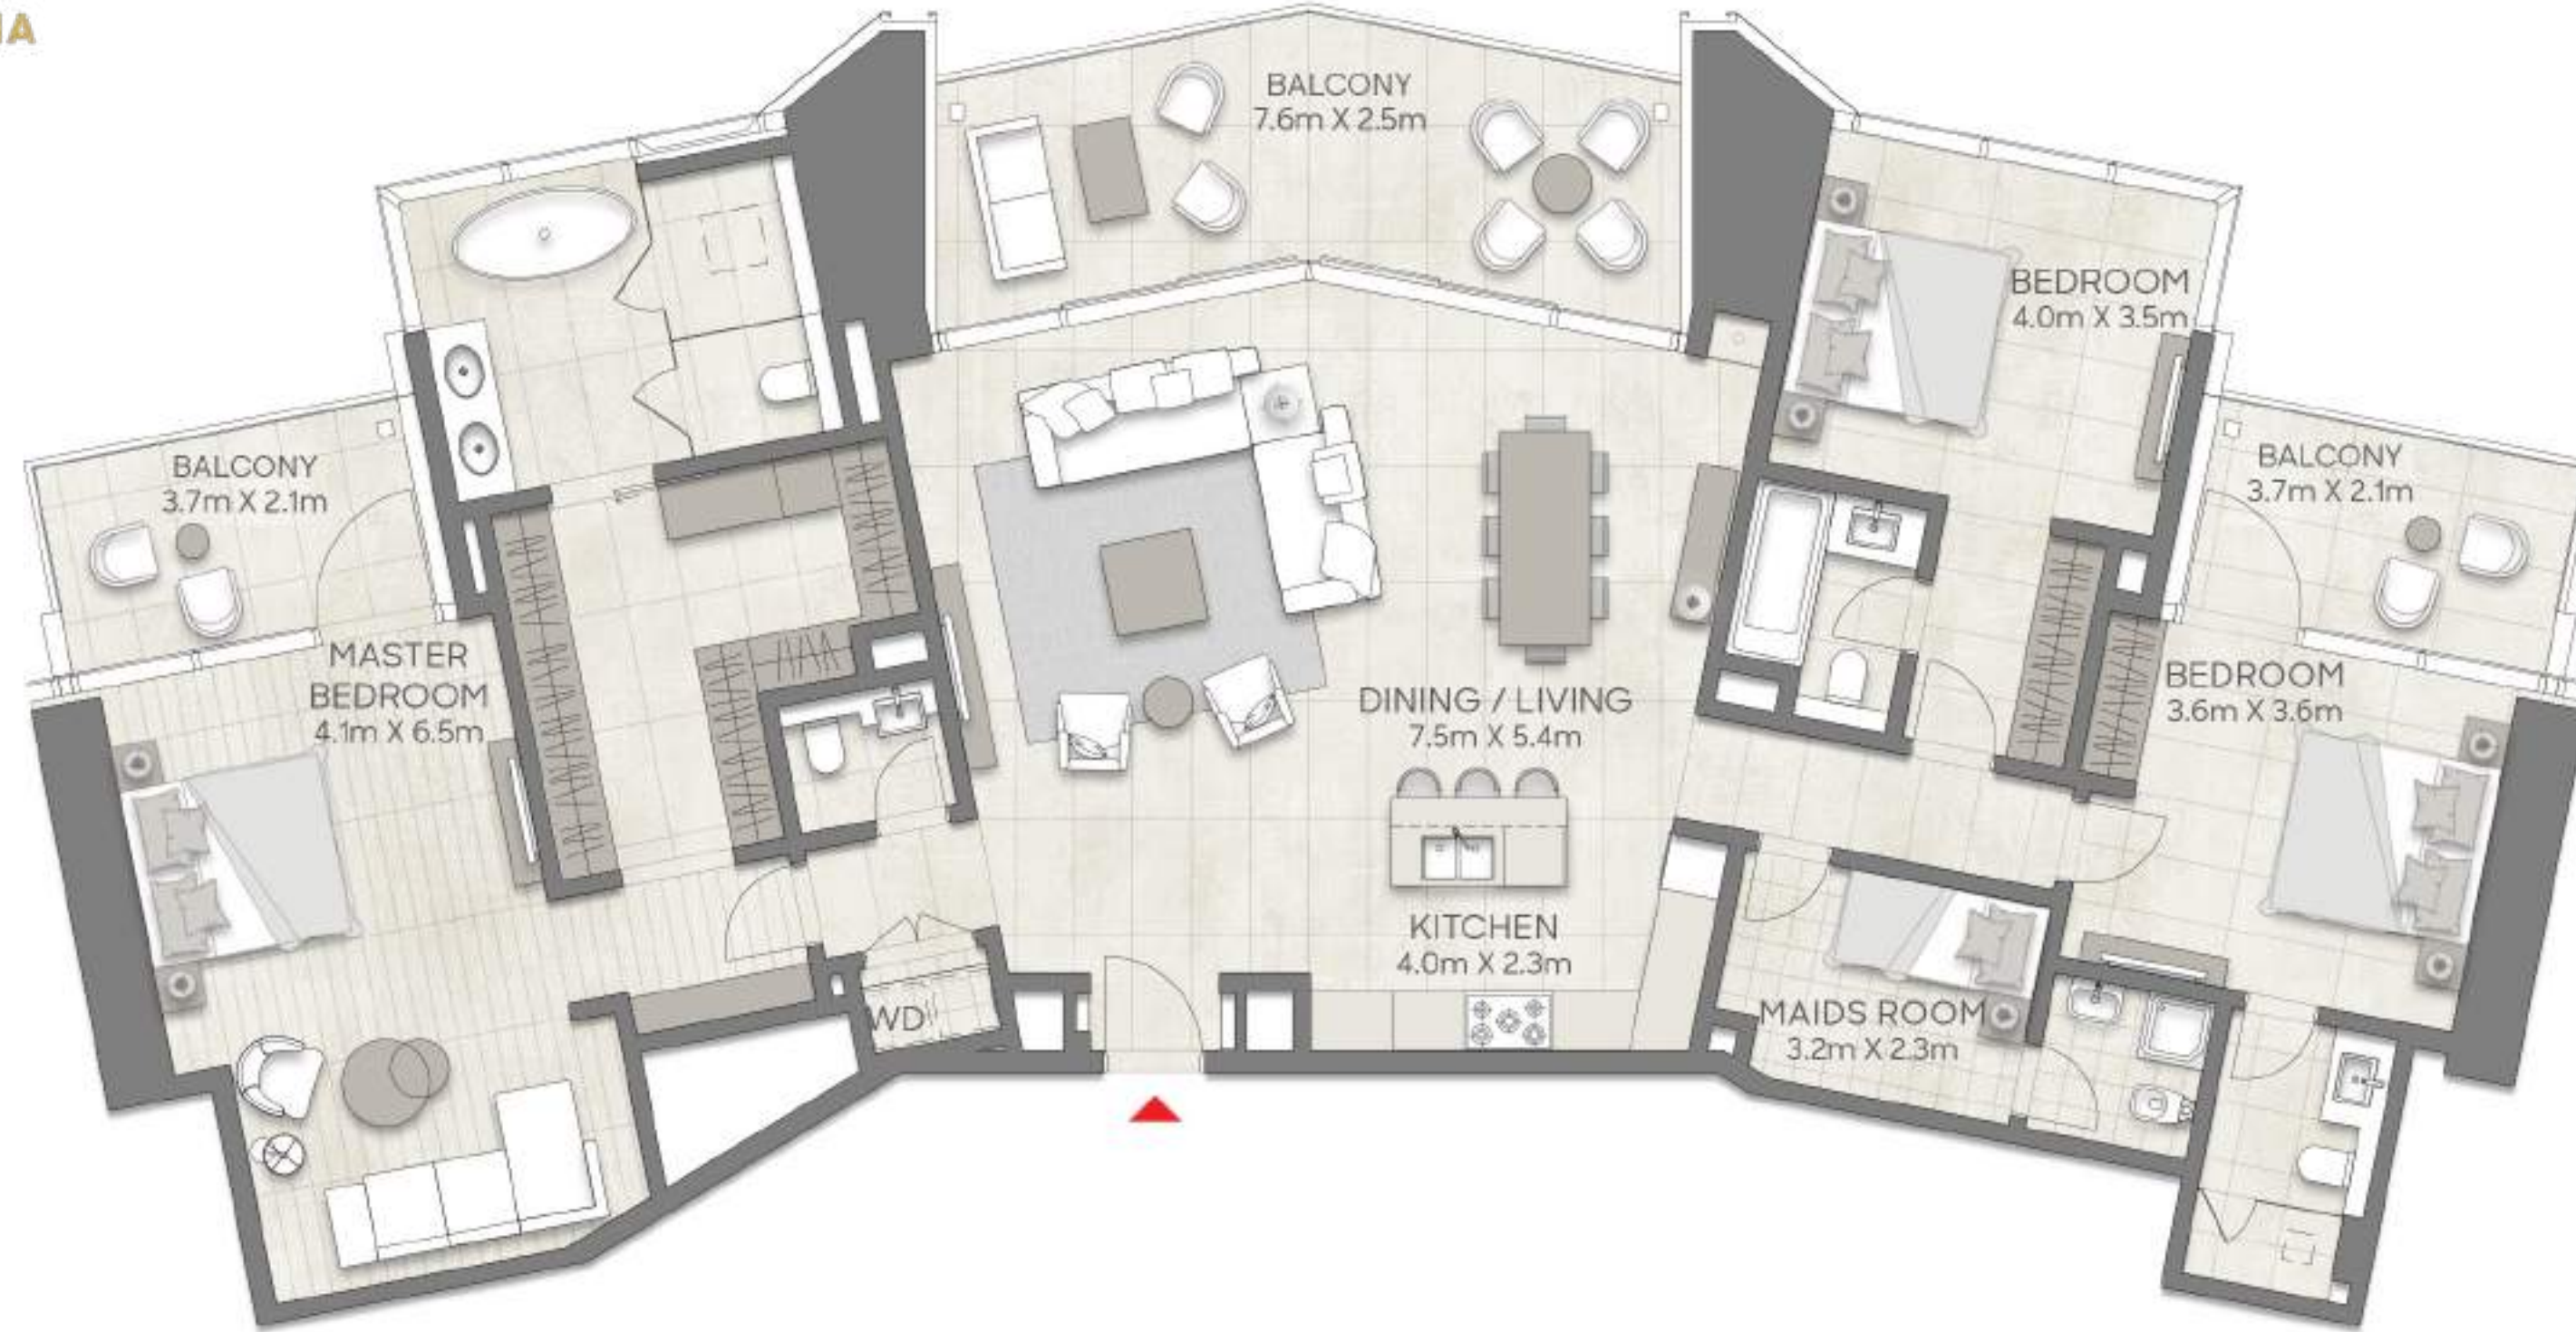 BALCONY
7.6m X 2.5m
BEDROOM
4.0m X 3.5m
BALCONY
3.7m X 2.1m
BALCONY
3.7m X 2.1m
MASTER
BEDROOM
4.1m X 6.5m
DINING / LIVING
7.5m X 5.4m
BEDROOM
3.6m X 3.6m
KITCHEN
4.0m X 2.3m
WD
MAIDS ROOM
3.2m X 2.3m